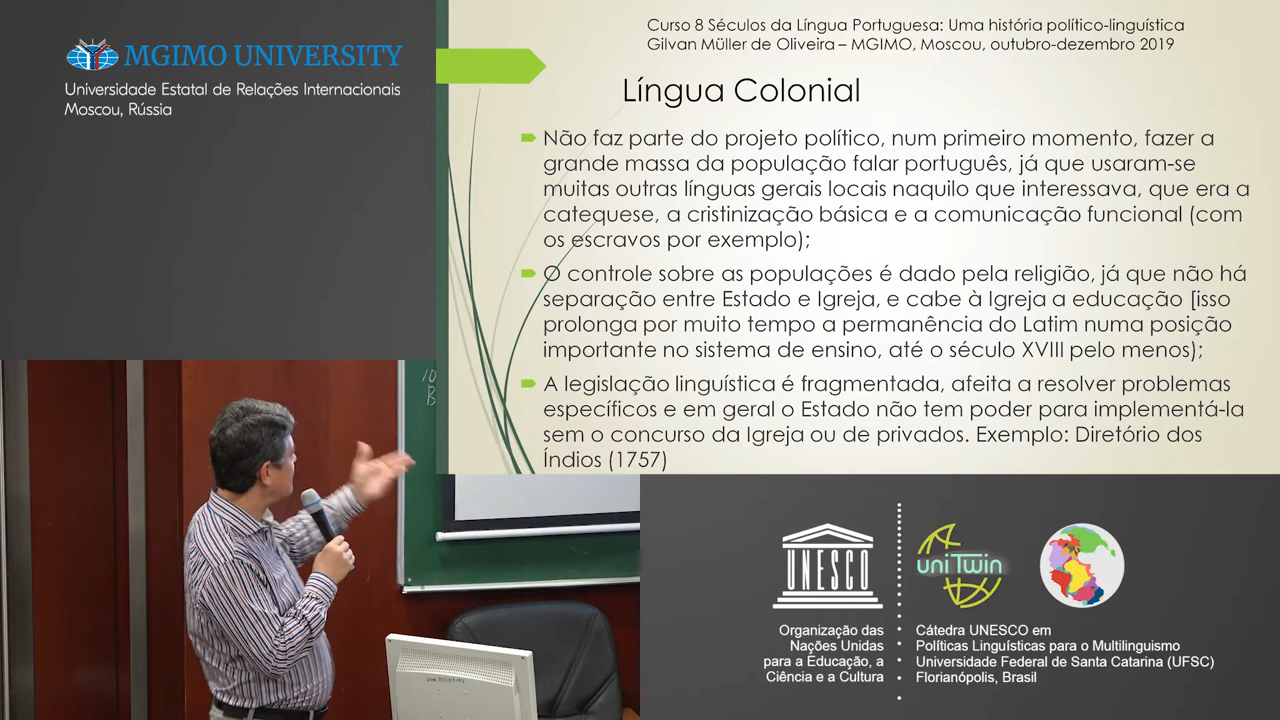 MGIMO UNIVERSITY
Universidade Estatal de Relações Internacionais
Moscou, Rússia
Curso 8 Séculos da Língua Portuguesa: Uma história político-linguística
Gilvan Müller de Oliveira – MGIMO, Moscou, outubro-dezembro 2019
Língua Colonial
Não faz parte do projeto político, num primeiro momento, fazer a
grande massa da população falar português, já que usaram-se
muitas outras línguas gerais locais naquilo que interessava, que era a
catequese, a cristinização básica e a comunicação funcional (com
os escravos por exemplo);
O controle sobre as populações é dado pela religião, já que não há
separação entre Estado e Igreja, e cabe à Igreja a educação [isso
prolonga por muito tempo a permanência do Latim numa posição
importante no sistema de ensino, até o século XVIII pelo menos);
A legislação linguística é fragmentada, afeita a resolver problemas
específicos e em geral o Estado não tem poder para implementá-la
sem o concurso da Igreja ou de privados. Exemplo: Diretório dos
Índios (1757)
UNESCO
Organização das
Nações Unidas
para a Educação, a
Ciência e a Cultura
uniTwin
Cátedra UNESCO em
Políticas Linguísticas para o Multilinguismo
Universidade Federal de Santa Catarina (UFSC)
Florianópolis, Brasil